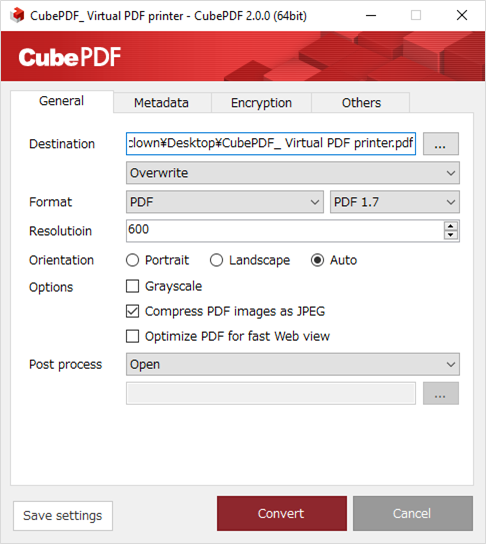 CubePDF_ Virtual PDF printer - CubePDF 2.0.0 (64bit)
CubePDF
General Metadata Encryption Others
Destination clown¥Desktop¥CubePDF_ Virtual PDF printer.pdf ...
Overwrite
Format PDF PDF 1.7
Resolutioin 600
Orientation Portrait Landscape Auto
Options Grayscale
Compress PDF images as JPEG
Optimize PDF for fast Web view
Post process Open
...
Save settings Convert Cancel